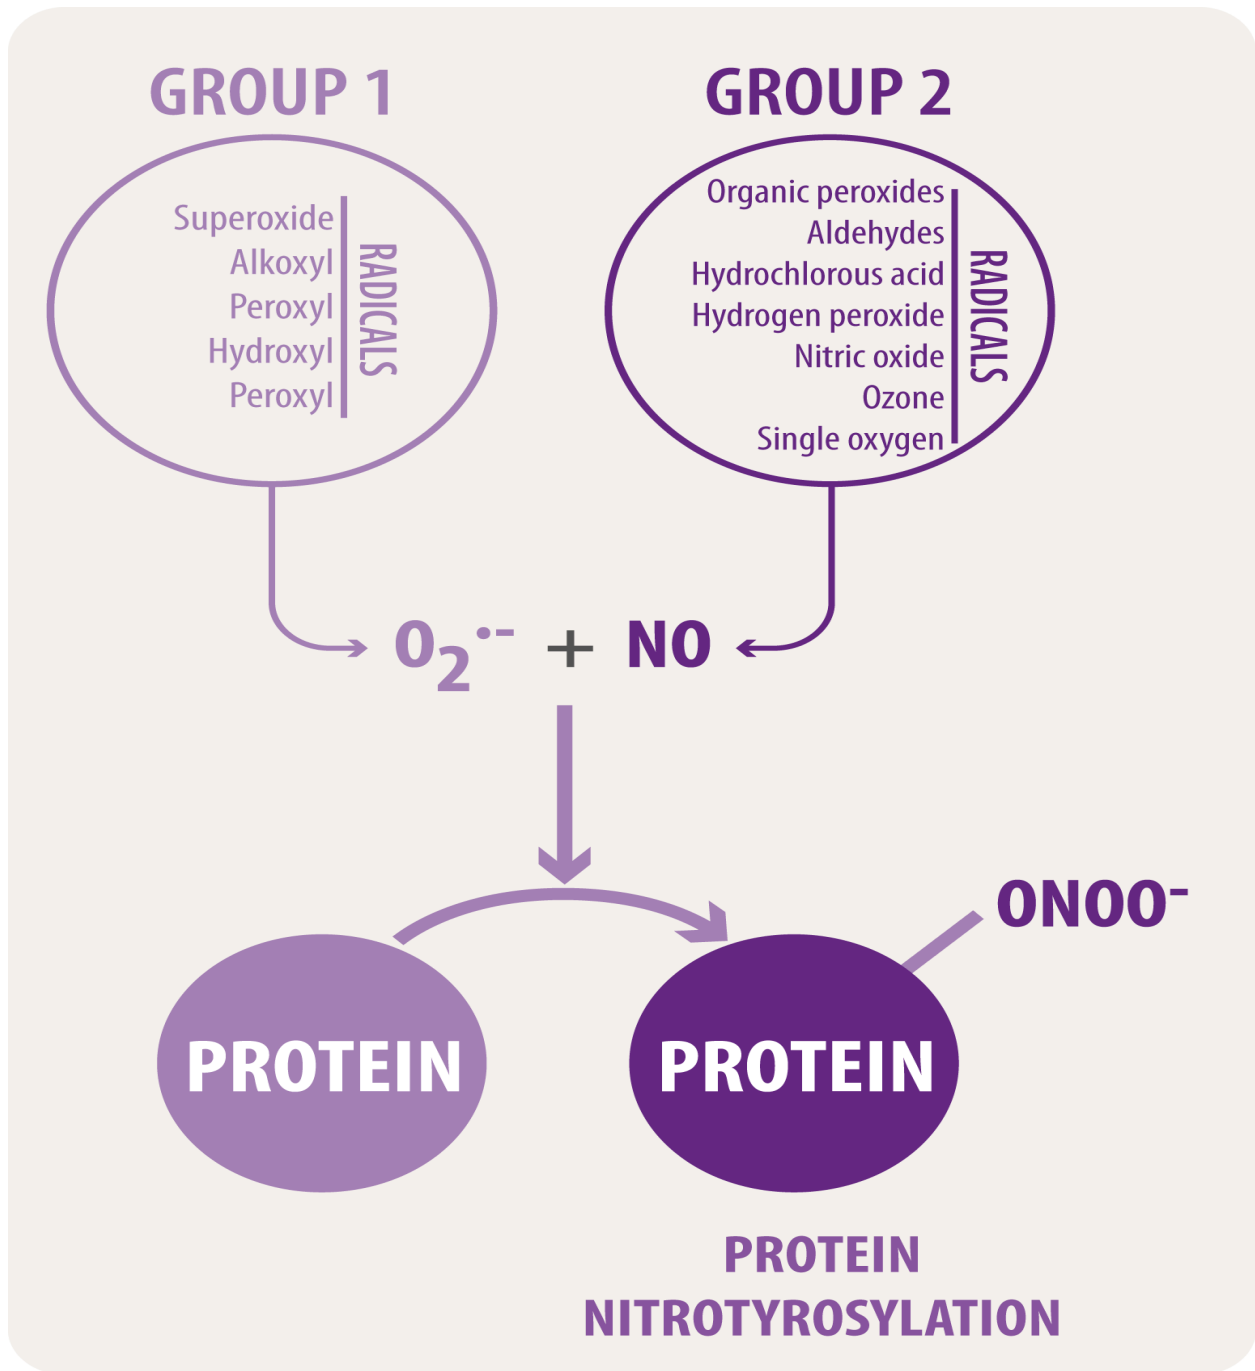 GROUP 1
Superoxide
Alkoxyl
Peroxyl
Hydroxyl
Peroxyl
RADICALS
GROUP 2
Organic peroxides
Aldehydes
Hydrochlorous acid
Hydrogen peroxide
Nitric oxide
Ozone
Single oxygen
RADICALS
O₂·- + NO
ONOO⁻
PROTEIN
PROTEIN
PROTEIN
NITROTYROSYLATION